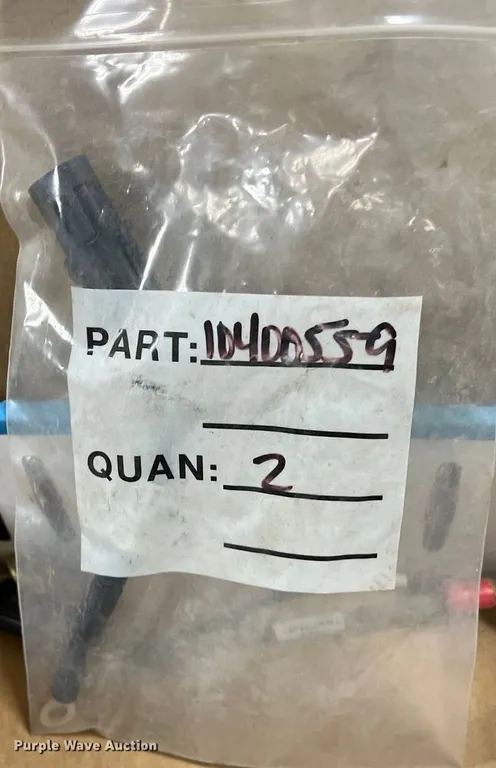 PART: 10400559
QUAN: 2
Purple Wave Auction